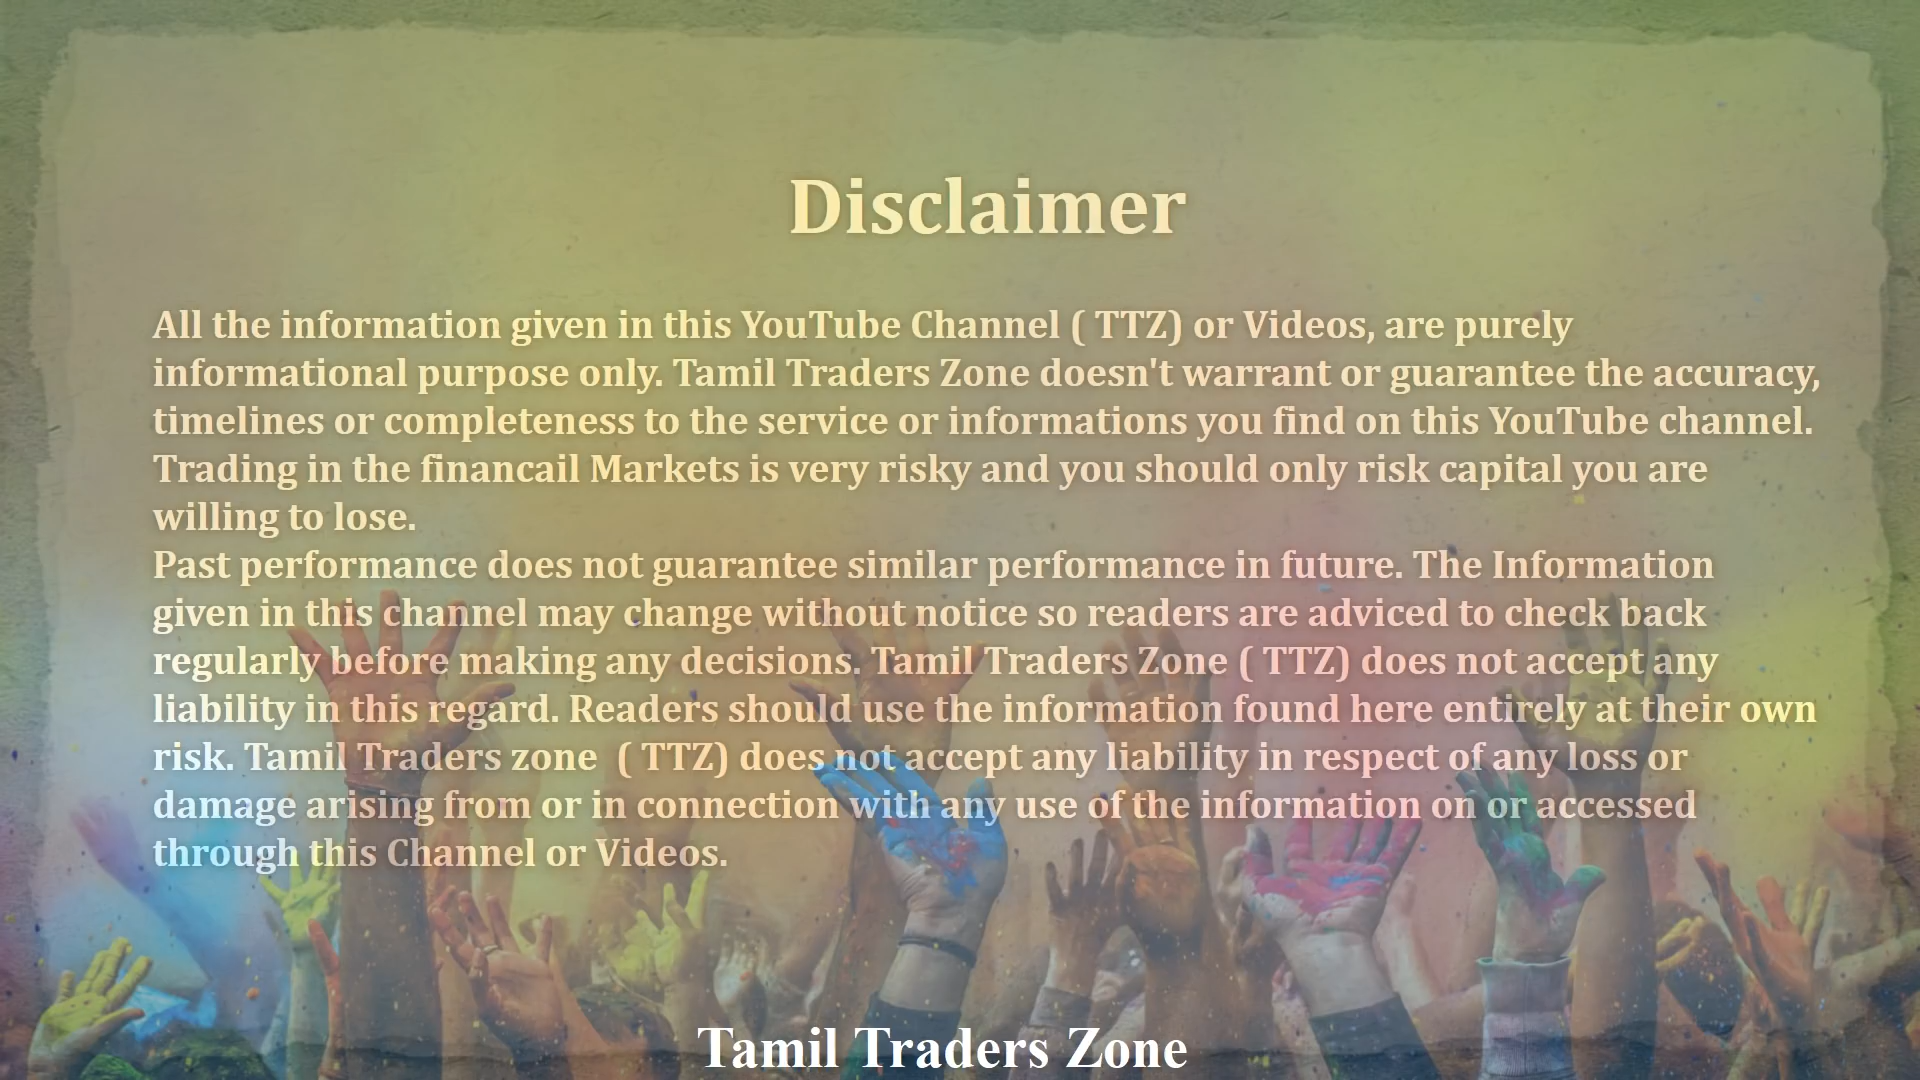 Disclaimer
All the information given in this YouTube Channel ( TTZ) or Videos, are purely
informational purpose only. Tamil Traders Zone doesn't warrant or guarantee the accuracy,
timelines or completeness to the service or informations you find on this YouTube channel.
Trading in the financail Markets is very risky and you should only risk capital you are
willing to lose.
Past performance does not guarantee similar performance in future. The Information
given in this channel may change without notice so readers are adviced to check back
regularly before making any decisions. Tamil Traders Zone ( TTZ) does not accept any
liability in this regard. Readers should use the information found here entirely at their own
risk. Tamil Traders zone  ( TTZ) does not accept any liability in respect of any loss or
damage arising from or in connection with any use of the information on or accessed
through this Channel or Videos.
Tamil Traders Zone